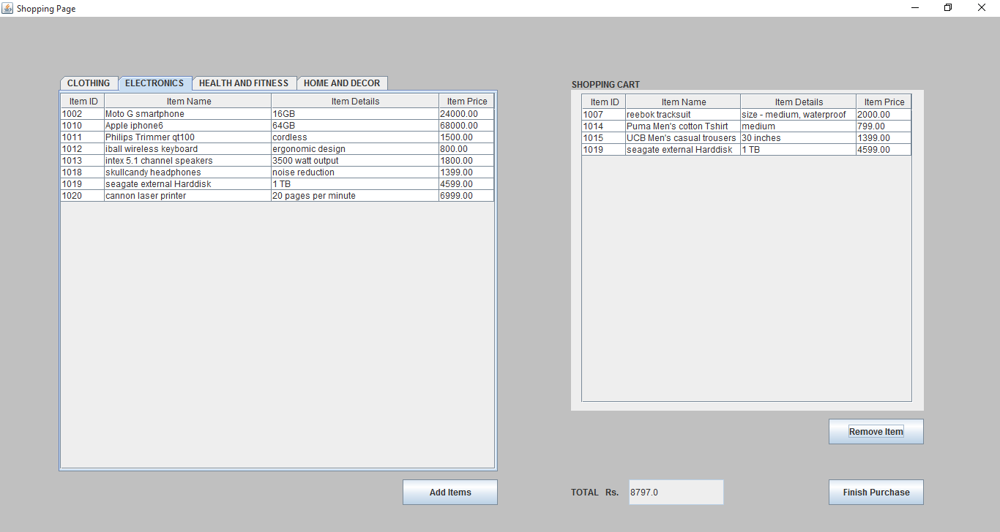 Shopping Page
CLOTHING ELECTRONICS HEALTH AND FITNESS HOME AND DECOR
Item ID Item Name Item Details Item Price
1002 Moto G smartphone 16GB 24000.00
1010 Apple iphone6 64GB 68000.00
1011 Philips Trimmer qt100 cordless 1500.00
1012 iball wireless keyboard ergonomic design 800.00
1013 intex 5.1 channel speakers 3500 watt output 1800.00
1018 skullcandy headphones noise reduction 1399.00
1019 seagate external Harddisk 1 TB 4599.00
1020 cannon laser printer 20 pages per minute 6999.00
Add Items
SHOPPING CART
Item ID Item Name Item Details Item Price
1007 reebok tracksuit size - medium, waterproof 2000.00
1014 Puma Men's cotton Tshirt medium 799.00
1015 UCB Men's casual trousers 30 inches 1399.00
1019 seagate external Harddisk 1 TB 4599.00
Remove Item
TOTAL Rs. 8797.0
Finish Purchase